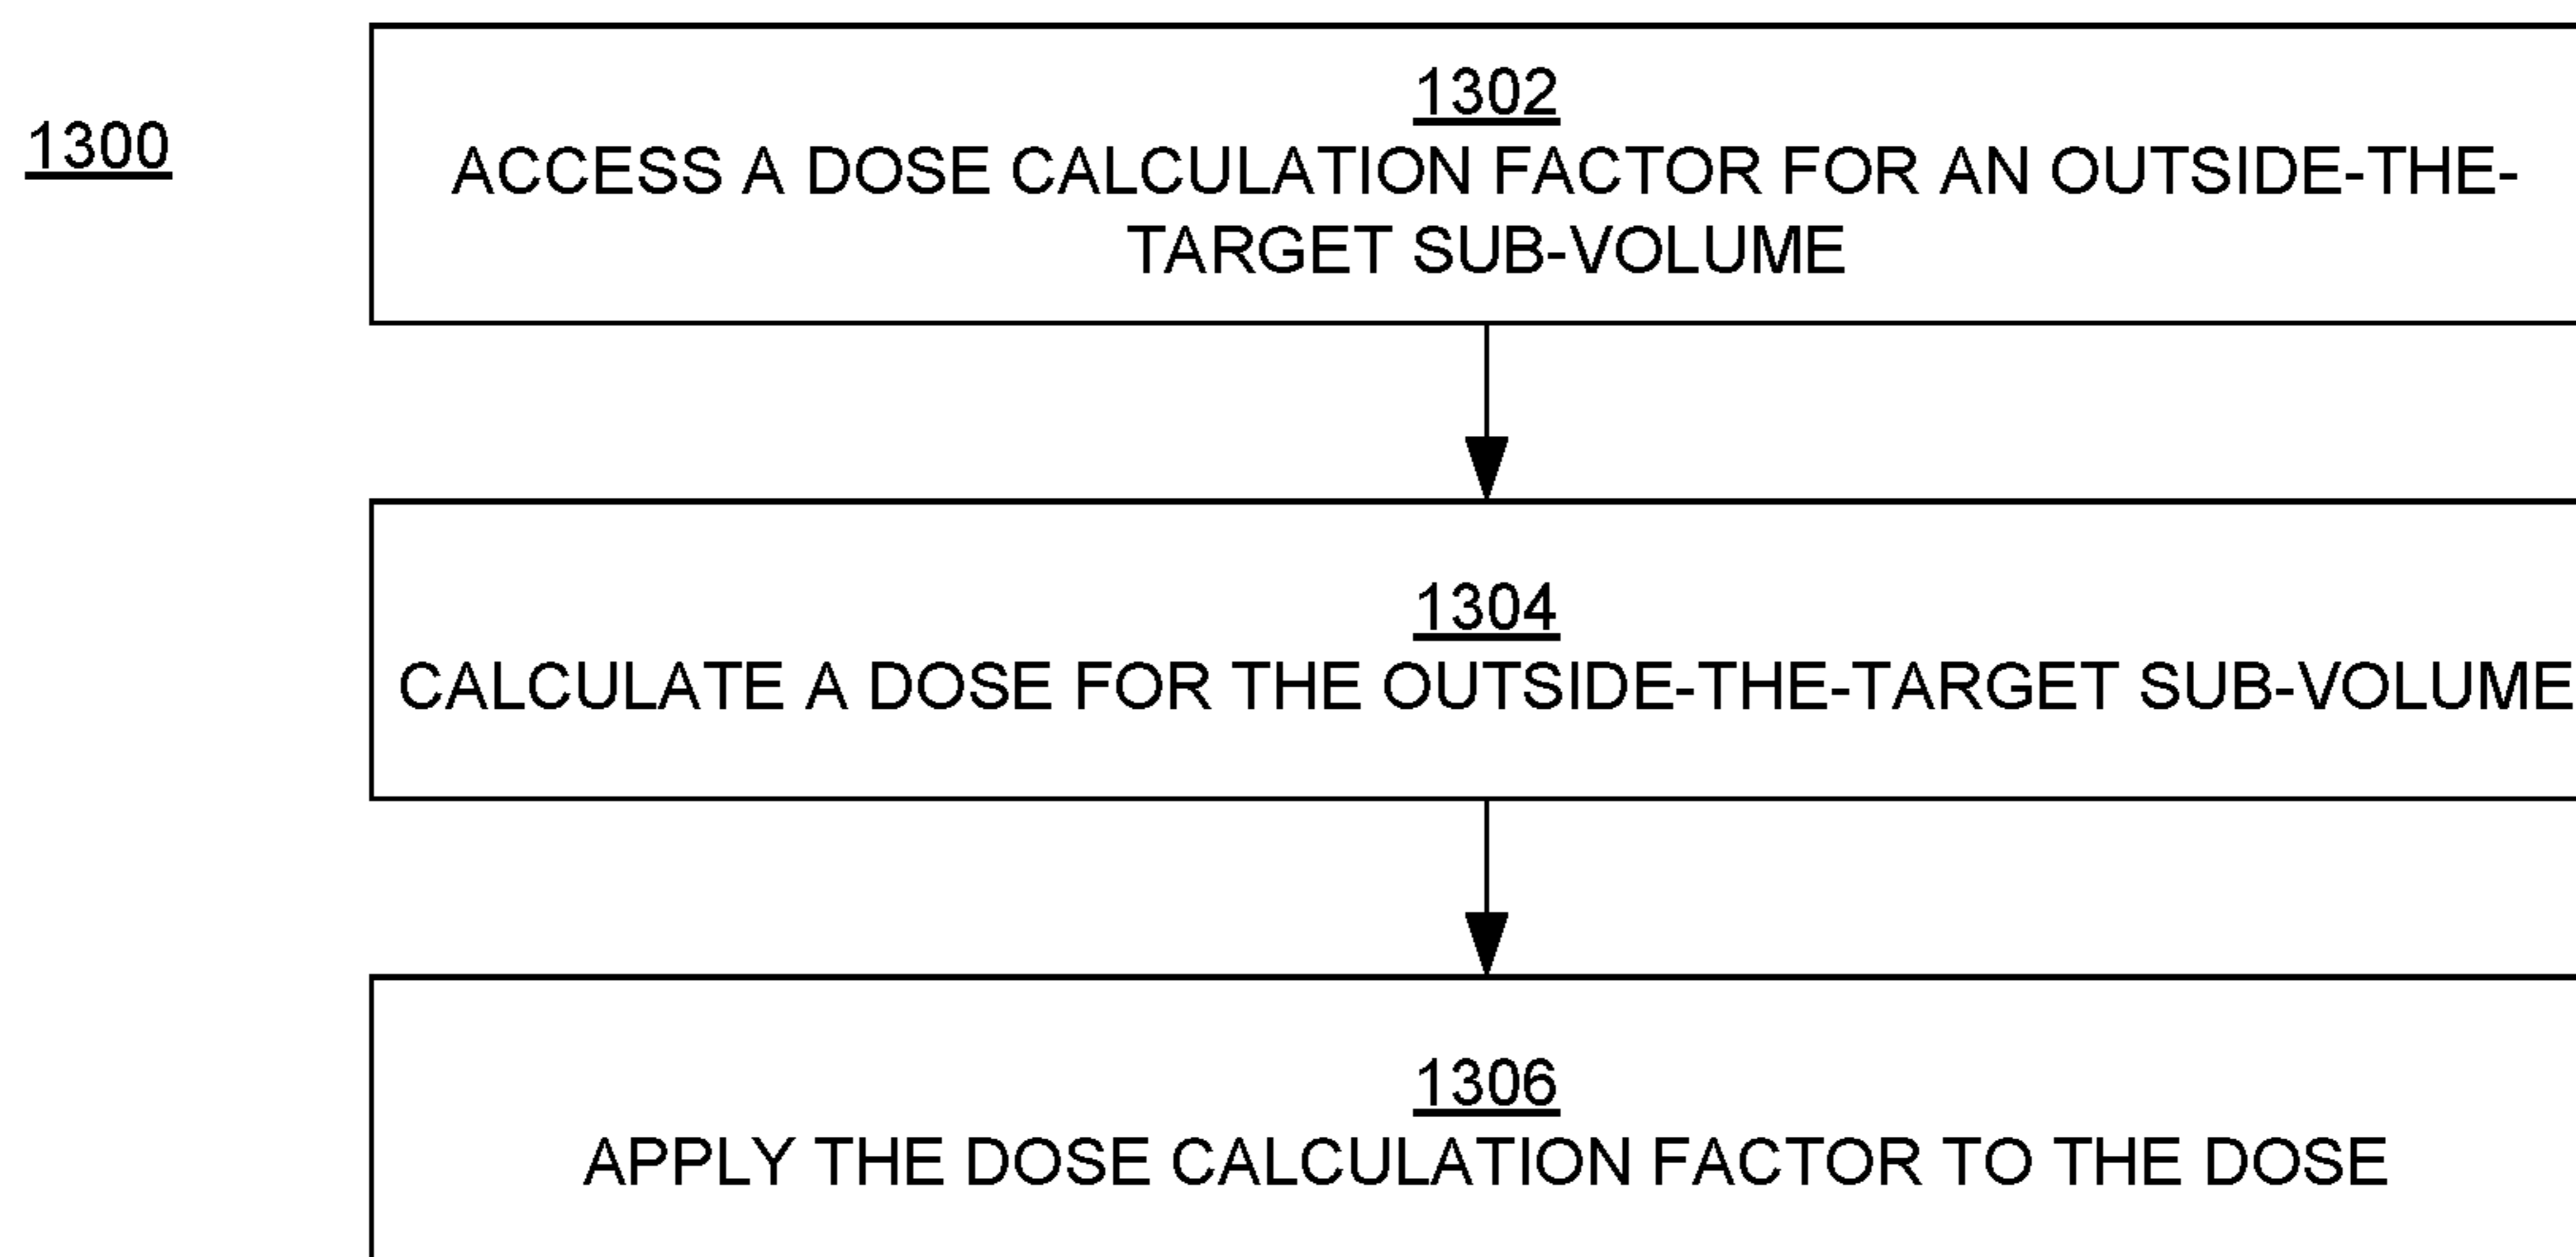 1300
1302
ACCESS A DOSE CALCULATION FACTOR FOR AN OUTSIDE-THE-
TARGET SUB-VOLUME
1304
CALCULATE A DOSE FOR THE OUTSIDE-THE-TARGET SUB-VOLUME
1306
APPLY THE DOSE CALCULATION FACTOR TO THE DOSE